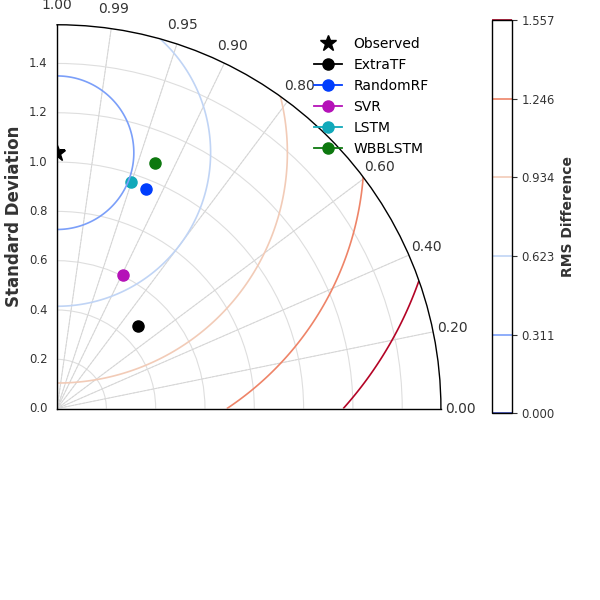 1.00
0.99
0.95
0.90
0.80
0.60
0.40
0.20
0.00
Standard Deviation
1.4
1.2
1.0
0.8
0.6
0.4
0.2
0.0
Observed
ExtraTF
RandomRF
SVR
LSTM
WBBLSTM
1.557
1.246
0.934
0.623
0.311
0.000
RMS Difference